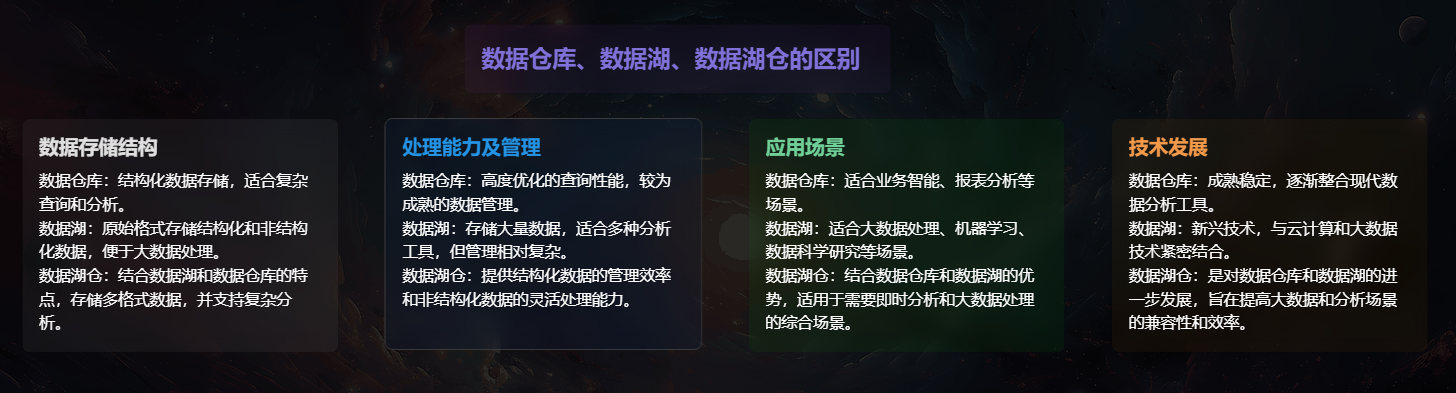 数据仓库、数据湖、数据湖仓的区别
数据存储结构
数据仓库：结构化数据存储，适合复杂
查询和分析。
数据湖：原始格式存储结构化和非结构
化数据，便于大数据处理。
数据湖仓：结合数据湖和数据仓库的特
点，存储多格式数据，并支持复杂分
析。
处理能力及管理
数据仓库：高度优化的查询性能，较为
成熟的数据管理。
数据湖：存储大量数据，适合多种分析
工具，但管理相对复杂。
数据湖仓：提供结构化数据的管理效率
和非结构化数据的灵活处理能力。
应用场景
数据仓库：适合业务智能、报表分析等
场景。
数据湖：适合大数据处理、机器学习、
数据科学研究等场景。
数据湖仓：结合数据仓库和数据湖的优
势，适用于需要即时分析和大数据处理
的综合场景。
技术发展
数据仓库：成熟稳定，逐渐整合现代数
据分析工具。
数据湖：新兴技术，与云计算和大数据
技术紧密结合。
数据湖仓：是对数据仓库和数据湖的进
一步发展，旨在提高大数据和分析场景
的兼容性和效率。